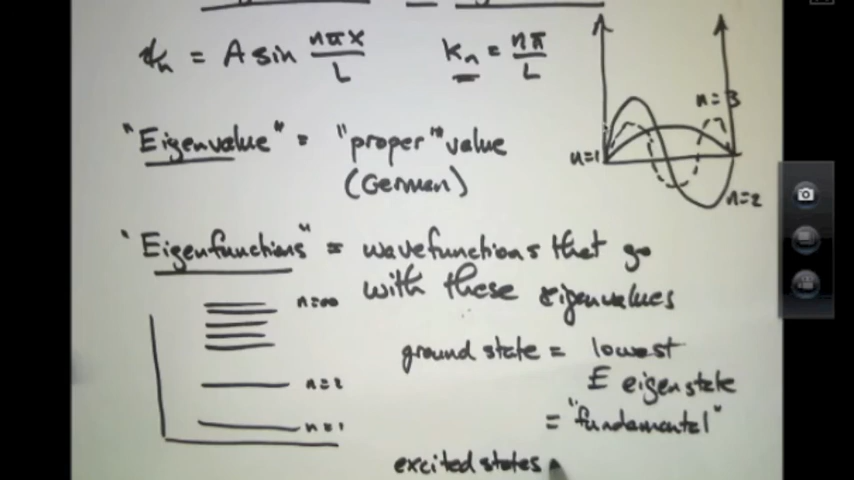 ψn = A sin nπx/L   kn = nπ/L
n=3
n=1
n=2
"Eigenvalue" = "proper" value
(German)
"Eigenfunctions" = wavefunctions that go
with these eigenvalues
n=∞
ground state = lowest
E eigenstate
n=2
= "fundamental"
n=1
excited states